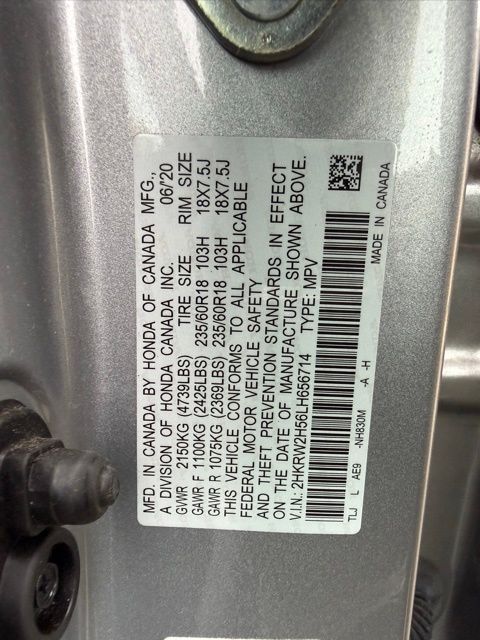 MFD. IN CANADA BY HONDA OF CANADA MFG.,
A DIVISION OF HONDA CANADA INC. 06/'20
GVWR 2150KG (4739LBS) TIRE SIZE RIM SIZE
GAWR F 1100KG (2425LBS) 235/60R18 103H 18X7.5J
GAWR R 1075KG (2369LBS) 235/60R18 103H 18X7.5J
THIS VEHICLE CONFORMS TO ALL APPLICABLE
FEDERAL MOTOR VEHICLE SAFETY
AND THEFT PREVENTION STANDARDS IN EFFECT
ON THE DATE OF MANUFACTURE SHOWN ABOVE.
V.I.N.: 2HKRW2H56LH656714 TYPE: MPV
TLJ L AE9 -NH830M -A -H MADE IN CANADA